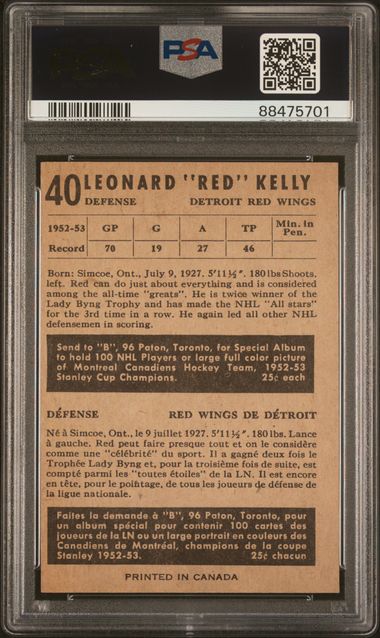 PSA
88475701
40 LEONARD "RED" KELLY
DEFENSE DETROIT RED WINGS
1952-53 GP G A TP Min. in Pen.
Record 70 19 27 46
Born: Simcoe, Ont., July 9, 1927. 5'11½". 180 lbs Shoots.
left. Red can do just about everything and is considered
among the all-time "greats". He is twice winner of the
Lady Byng Trophy and has made the NHL "All stars"
for the 3rd time in a row. He again led all other NHL
defensemen in scoring.
Send to "B", 96 Paton, Toronto, for Special Album
to hold 100 NHL Players or large full color picture
of Montreal Canadiens Hockey Team, 1952-53
Stanley Cup Champions. 25¢ each
DÉFENSE RED WINGS DE DÉTROIT
Né à Simcoe, Ont., le 9 juillet 1927. 5'11½". 180 lbs. Lance
à gauche. Red peut faire presque tout et on le considère
comme une "célébrité" du sport. Il a gagné deux fois le
Trophée Lady Byng et, pour la troisième fois de suite, est
compté parmi les "toutes étoiles" de la LN. Il est encore
en tête, pour le pointage, de tous les joueurs de défense de
la ligue nationale.
Faites la demande à "B", 96 Paton, Toronto, pour
un album spécial pour contenir 100 cartes des
joueurs de la LN ou un large portrait en couleurs des
Canadiens de Montréal, champions de la coupe
Stanley 1952-53. 25¢ chacun
PRINTED IN CANADA